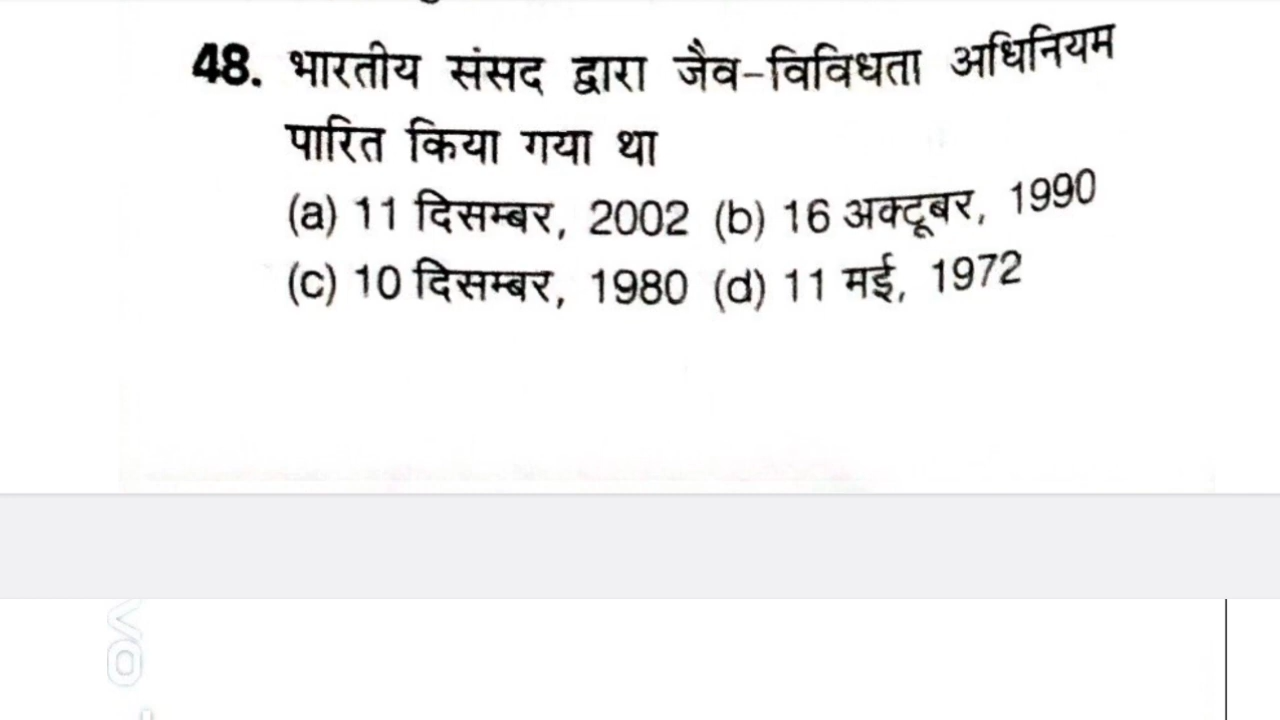 48. भारतीय संसद द्वारा जैव-विविधता अधिनियम
पारित किया गया था
(a) 11 दिसम्बर, 2002 (b) 16 अक्टूबर, 1990
(c) 10 दिसम्बर, 1980 (d) 11 मई, 1972